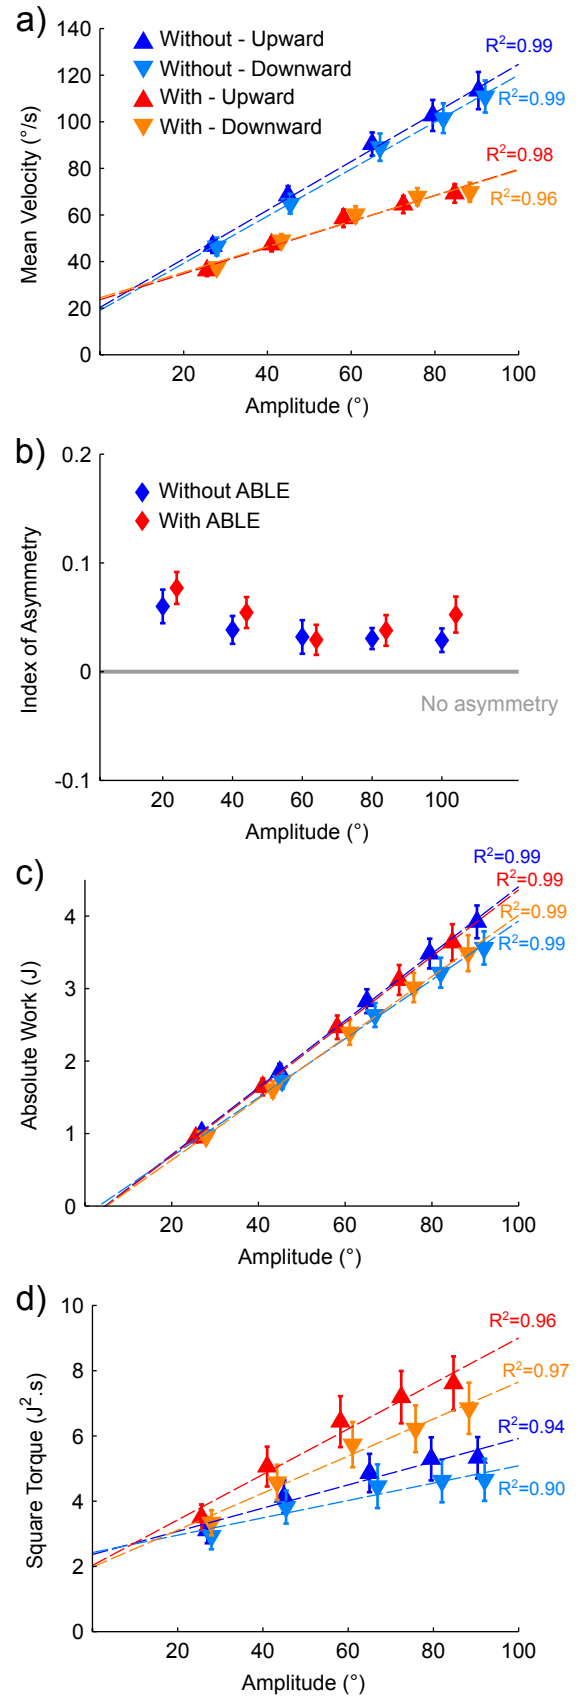 a)
140
120
100
80
60
40
20
0
Mean Velocity (°/s)
Without - Upward
Without - Downward
With - Upward
With - Downward
R²=0.99
R²=0.99
R²=0.98
R²=0.96
20 40 60 80 100
Amplitude (°)
b)
0.2
0.1
0
-0.1
Index of Asymmetry
Without ABLE
With ABLE
No asymmetry
20 40 60 80 100
Amplitude (°)
c)
4
3
2
1
0
Absolute Work (J)
R²=0.99
R²=0.99
R²=0.99
R²=0.99
20 40 60 80 100
Amplitude (°)
d)
10
8
6
4
2
0
Square Torque (J².s)
R²=0.96
R²=0.97
R²=0.94
R²=0.90
20 40 60 80 100
Amplitude (°)